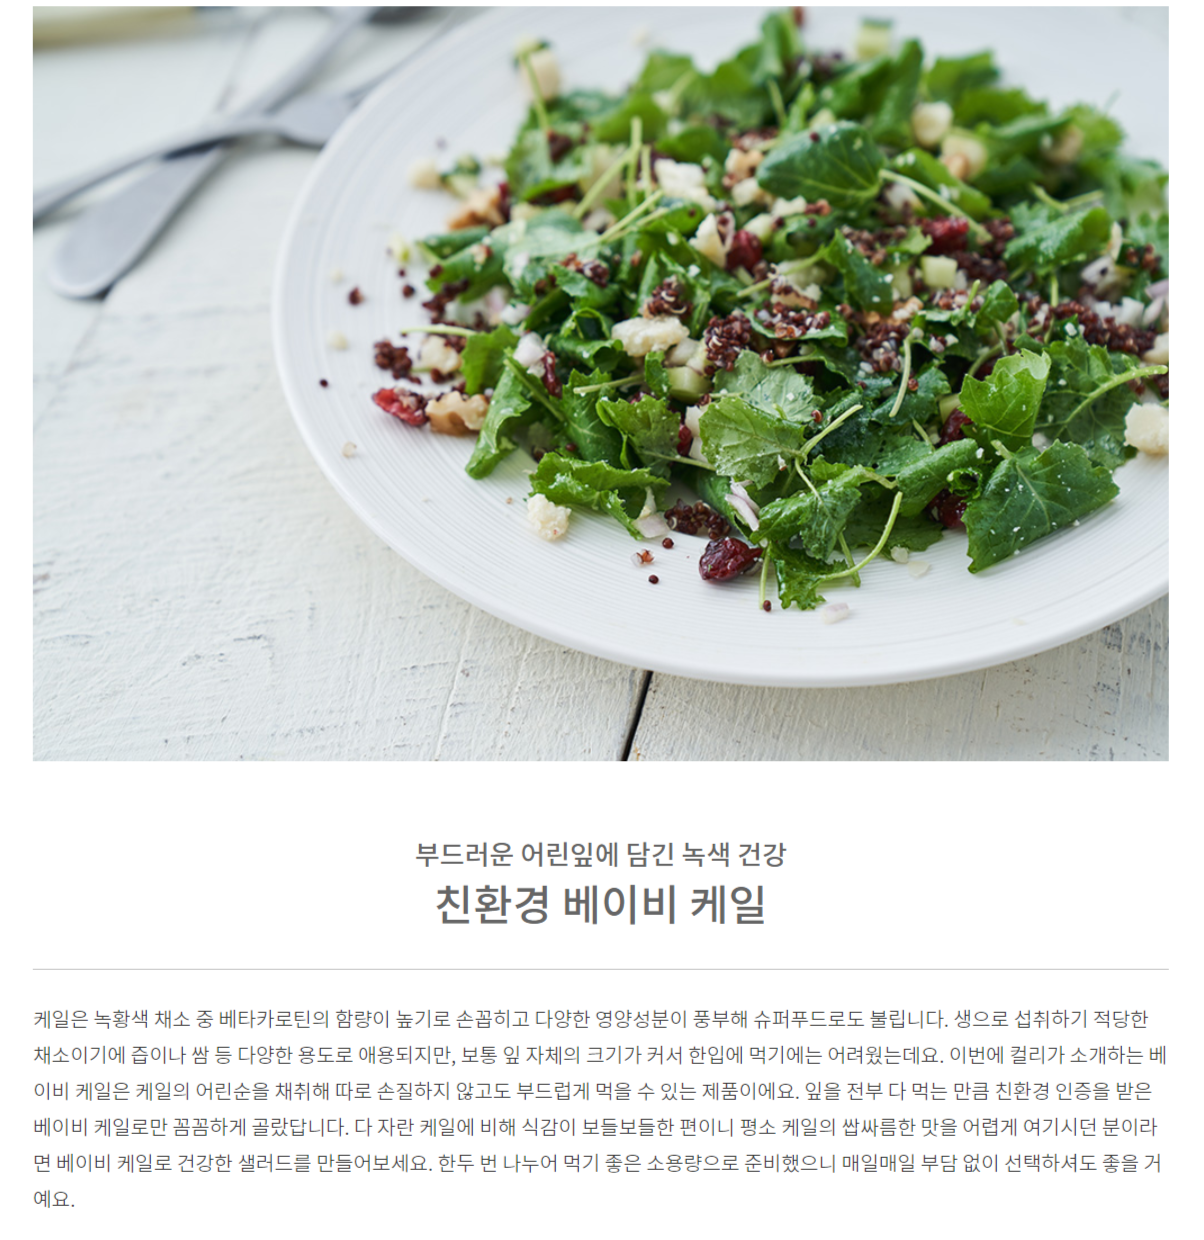 부드러운 어린잎에 담긴 녹색 건강
친환경 베이비 케일
케일은 녹황색 채소 중 베타카로틴의 함량이 높기로 손꼽히고 다양한 영양성분이 풍부해 슈퍼푸드로도 불립니다. 생으로 섭취하기 적당한
채소이기에 즙이나 쌈 등 다양한 용도로 애용되지만, 보통 잎 자체의 크기가 커서 한입에 먹기에는 어려웠는데요. 이번에 컬리가 소개하는 베
이비 케일은 케일의 어린순을 채취해 따로 손질하지 않고도 부드럽게 먹을 수 있는 제품이에요. 잎을 전부 다 먹는 만큼 친환경 인증을 받은
베이비 케일로만 꼼꼼하게 골랐답니다. 다 자란 케일에 비해 식감이 보들보들한 편이니 평소 케일의 쌉싸름한 맛을 어렵게 여기시던 분이라
면 베이비 케일로 건강한 샐러드를 만들어보세요. 한두 번 나누어 먹기 좋은 소용량으로 준비했으니 매일매일 부담 없이 선택하셔도 좋을 거
예요.